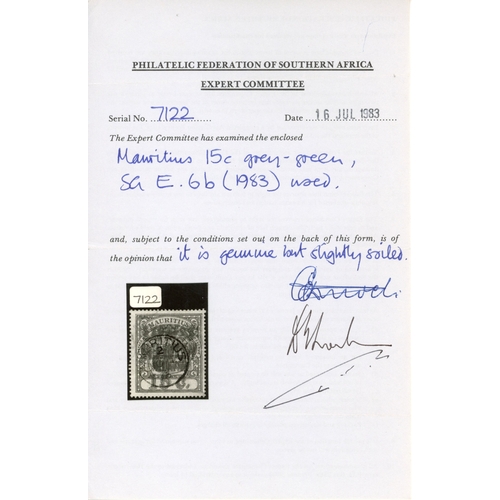 PHILATELIC FEDERATION OF SOUTHERN AFRICA
EXPERT COMMITTEE
Serial No. 7122 Date 16 JUL 1983
The Expert Committee has examined the enclosed
Mauritius 15c grey-green,
SG E.6b (1983) used.
and, subject to the conditions set out on the back of this form, is of
the opinion that it is genuine but slightly soiled.
7122
MAURITIUS